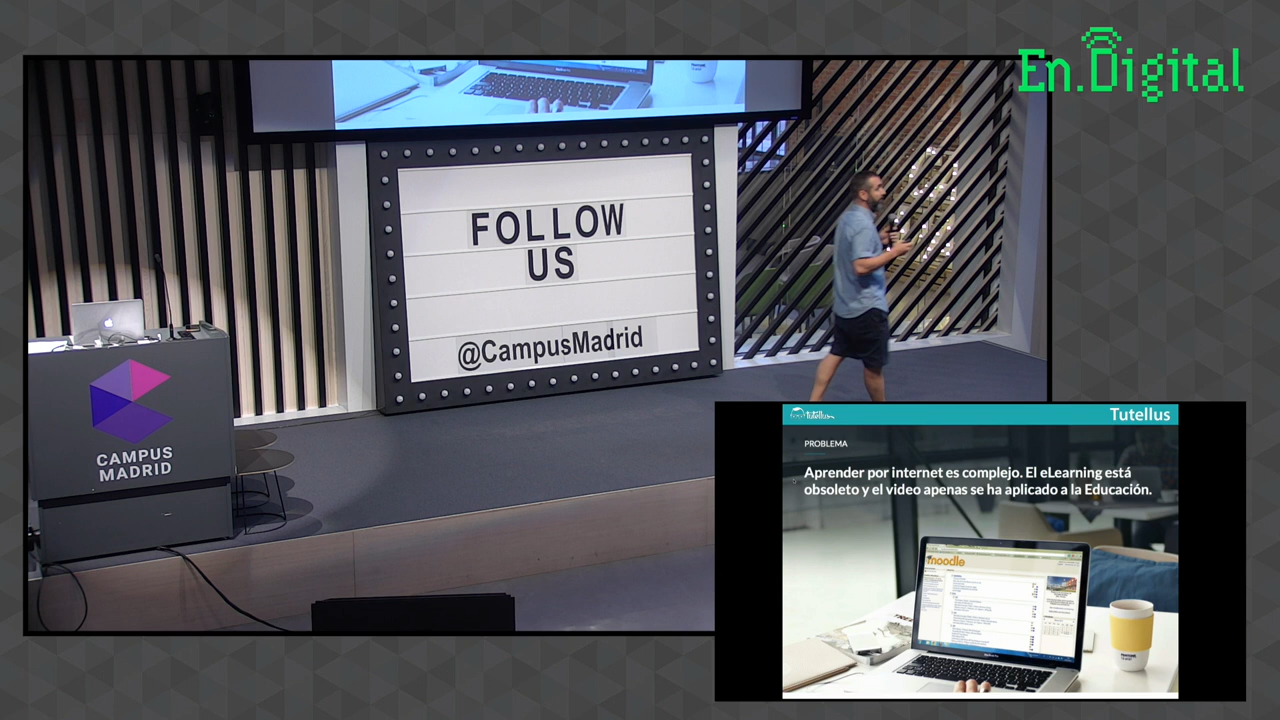 En.Digital
FOLLOW
US
@CampusMadrid
CAMPUS
MADRID
Tutellus
Tutellus
PROBLEMA
Aprender por internet es complejo. El eLearning está
obsoleto y el video apenas se ha aplicado a la Educación.
moodle